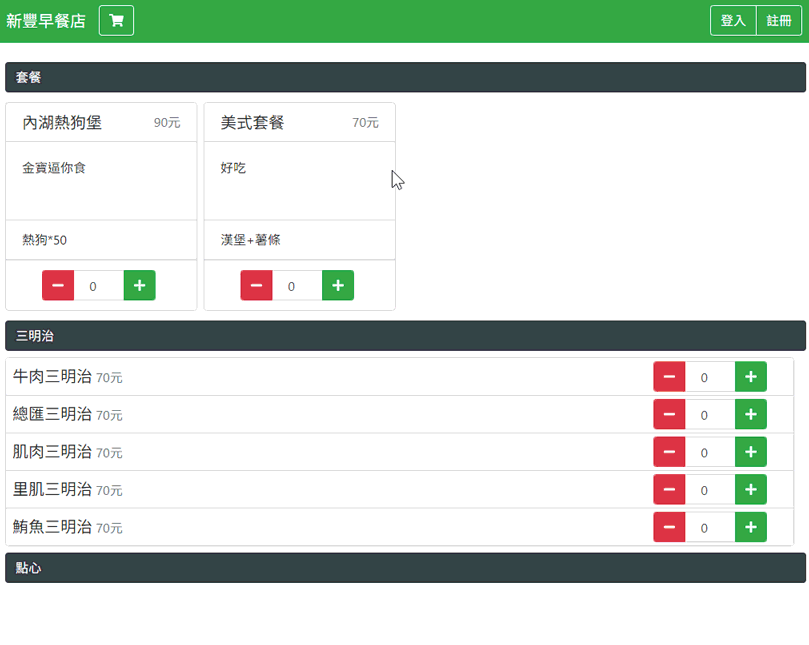 新豐早餐店 登入 註冊
套餐
內湖熱狗堡 90元
金寶逼你食
熱狗*50
0
美式套餐 70元
好吃
漢堡+薯條
0
三明治
牛肉三明治 70元 0
總匯三明治 70元 0
肌肉三明治 70元 0
里肌三明治 70元 0
鮪魚三明治 70元 0
點心